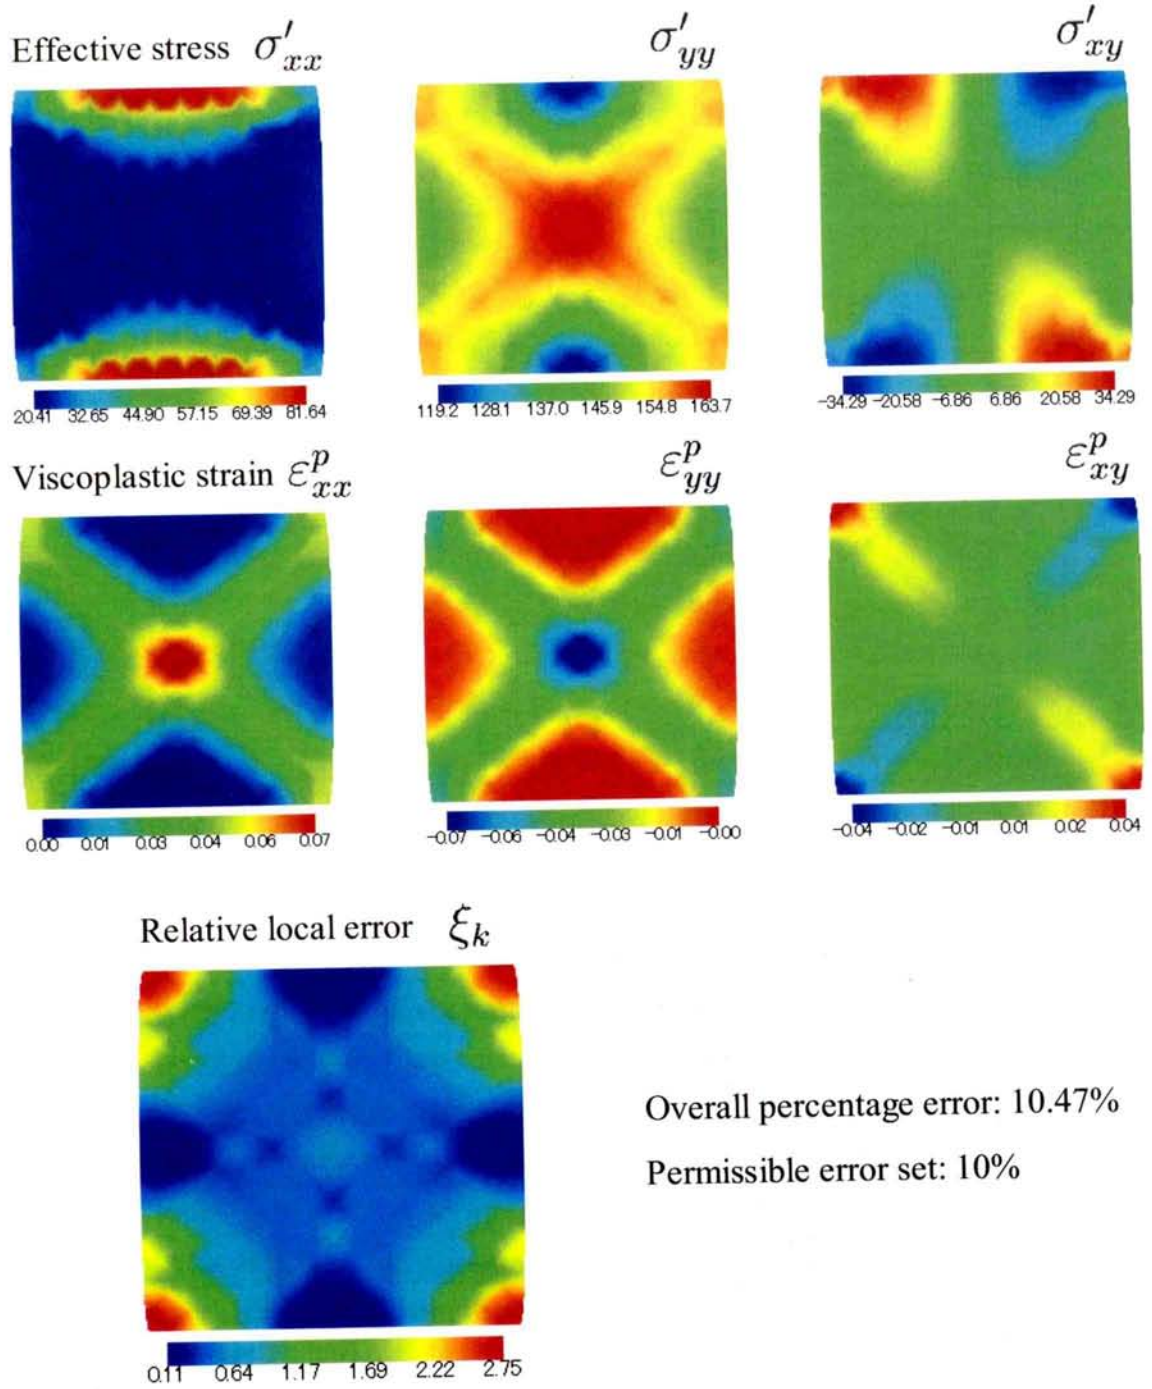 Effective stress σ′xx
σ′yy
σ′xy
20.41 32.65 44.90 57.15 69.39 81.64
119.2 128.1 137.0 145.9 154.8 163.7
−34.29 −20.58 −6.86 6.86 20.58 34.29
Viscoplastic strain εᵖxx
εᵖyy
εᵖxy
0.00 0.01 0.03 0.04 0.06 0.07
−0.07 −0.06 −0.04 −0.03 −0.01 −0.00
−0.04 −0.02 −0.01 0.01 0.02 0.04
Relative local error ξk
Overall percentage error: 10.47%
Permissible error set: 10%
0.11 0.64 1.17 1.69 2.22 2.75